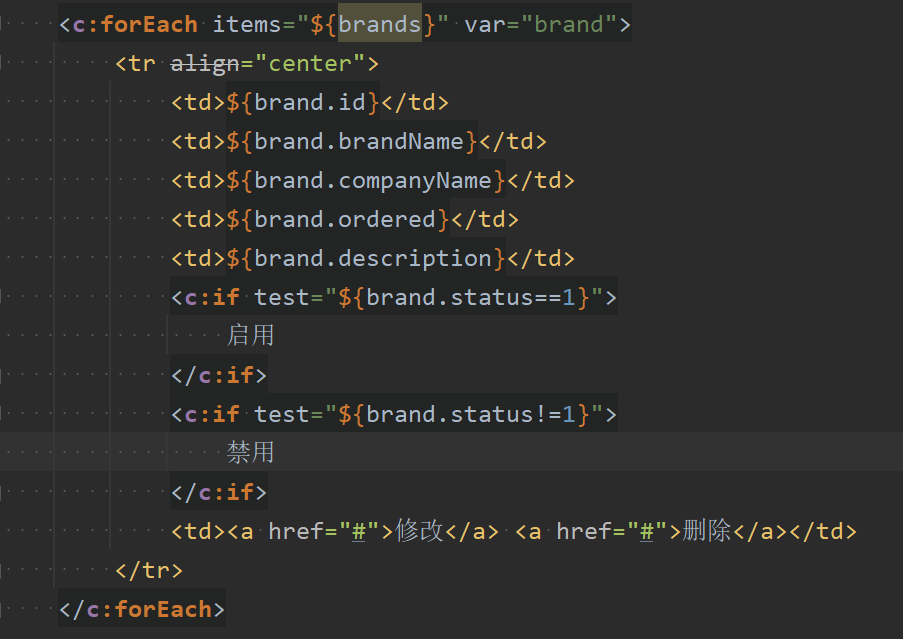 <c:forEach items="${brands}" var="brand">
<tr align="center">
<td>${brand.id}</td>
<td>${brand.brandName}</td>
<td>${brand.companyName}</td>
<td>${brand.ordered}</td>
<td>${brand.description}</td>
<c:if test="${brand.status==1}">
启用
</c:if>
<c:if test="${brand.status!=1}">
禁用
</c:if>
<td><a href="#">修改</a> <a href="#">删除</a></td>
</tr>
</c:forEach>